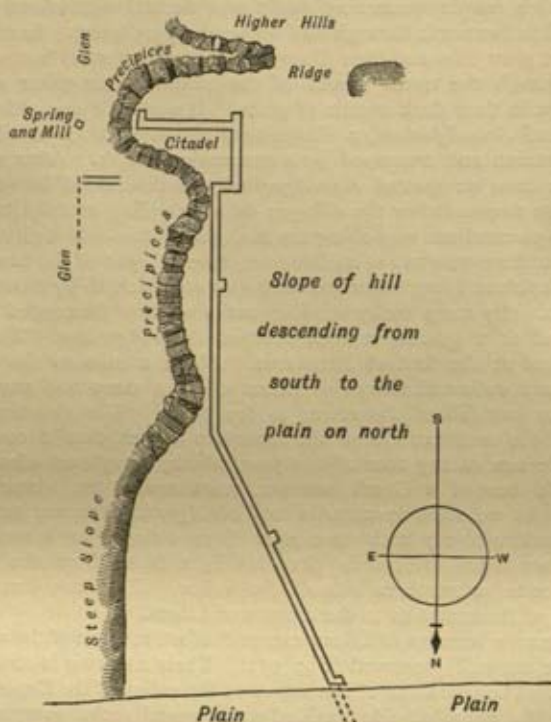 Higher Hills
Glen
Precipices
Ridge
Spring
and Mill
Citadel
Glen
Precipices
Slope of hill
descending from
south to the
plain on north
S
E
W
N
Steep Slope
Plain
Plain